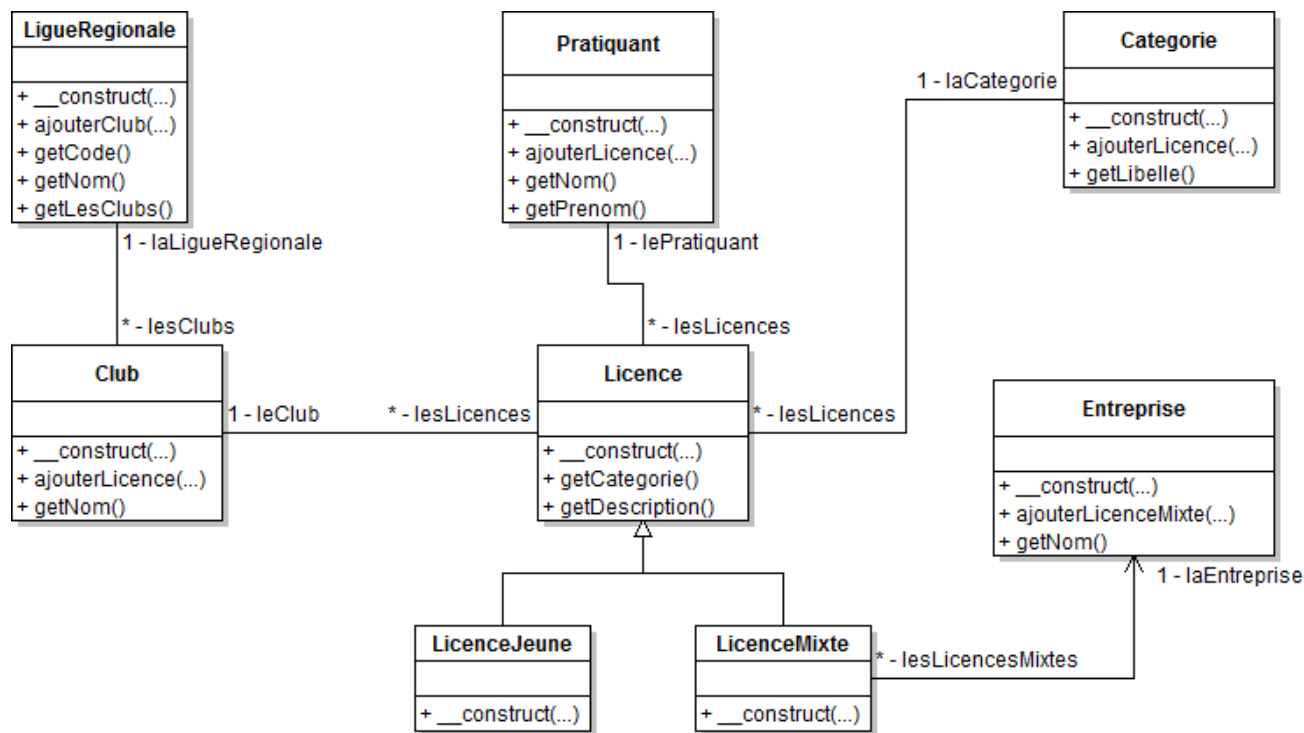 LigueRegionale
+ __construct(...)
+ ajouterClub(...)
+ getCode()
+ getNom()
+ getLesClubs()
Pratiquant
+ __construct(...)
+ ajouterLicence(...)
+ getNom()
+ getPrenom()
Categorie
+ __construct(...)
+ ajouterLicence(...)
+ getLibelle()
1 - laCategorie
1 - laLigueRegionale
1 - lePratiquant
* - lesClubs
* - lesLicences
Club
+ __construct(...)
+ ajouterLicence(...)
+ getNom()
1 - leClub
* - lesLicences
Licence
+ __construct(...)
+ getCategorie()
+ getDescription()
* - lesLicences
Entreprise
+ __construct(...)
+ ajouterLicenceMixte(...)
+ getNom()
1 - laEntreprise
LicenceJeune
+ __construct(...)
LicenceMixte
+ __construct(...)
* - lesLicencesMixtes